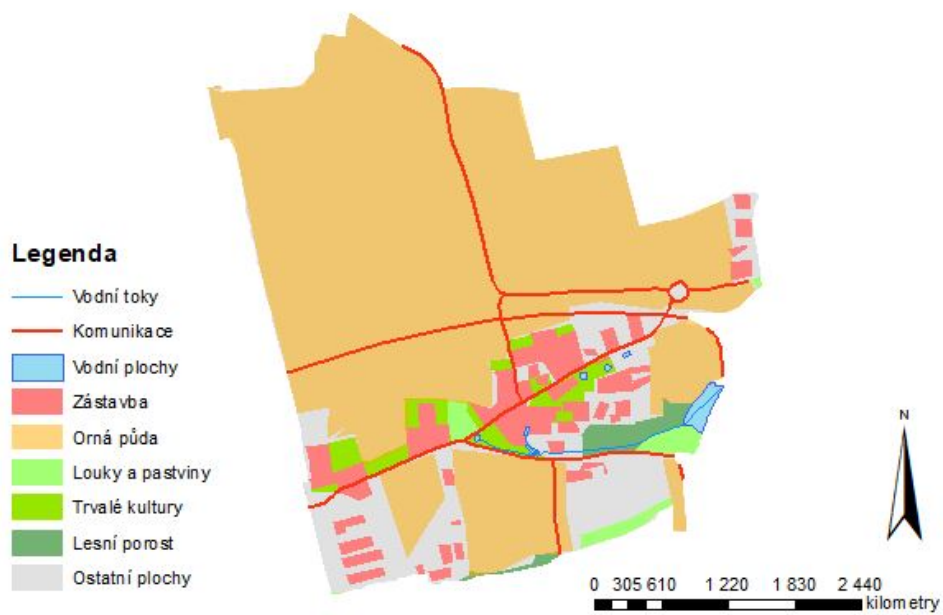 Legenda
Vodní toky
Komunikace
Vodní plochy
Zástavba
Orná půda
Louky a pastviny
Trvalé kultury
Lesní porost
Ostatní plochy
N
0 305 610 1 220 1 830 2 440
kilometry